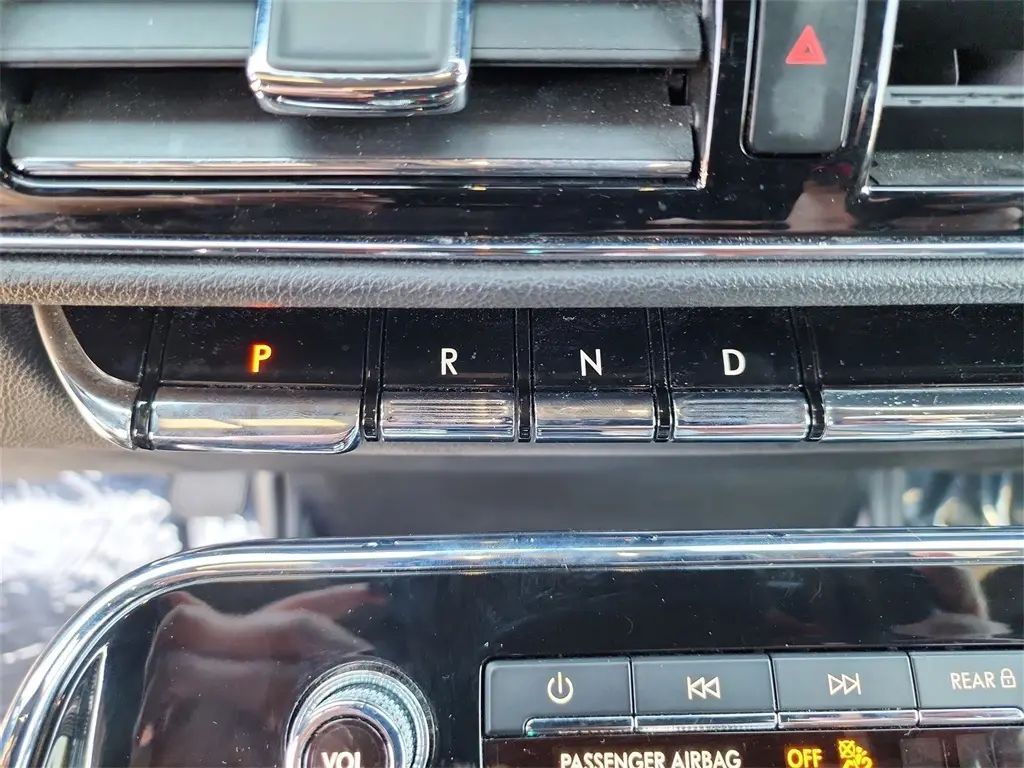 P R N D
REAR
VOL
PASSENGER AIRBAG OFF